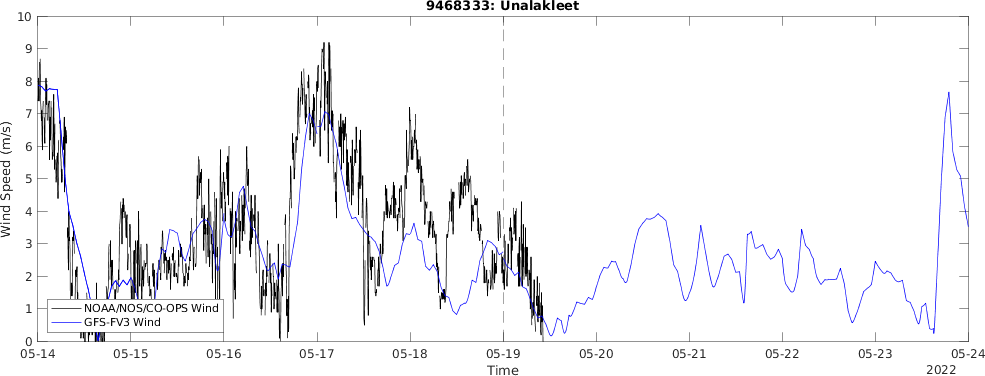 9468333: Unalakleet
Wind Speed (m/s)
10
9
8
7
6
5
4
3
2
1
0
NOAA/NOS/CO-OPS Wind
GFS-FV3 Wind
05-14 05-15 05-16 05-17 05-18 05-19 05-20 05-21 05-22 05-23 05-24
Time
2022